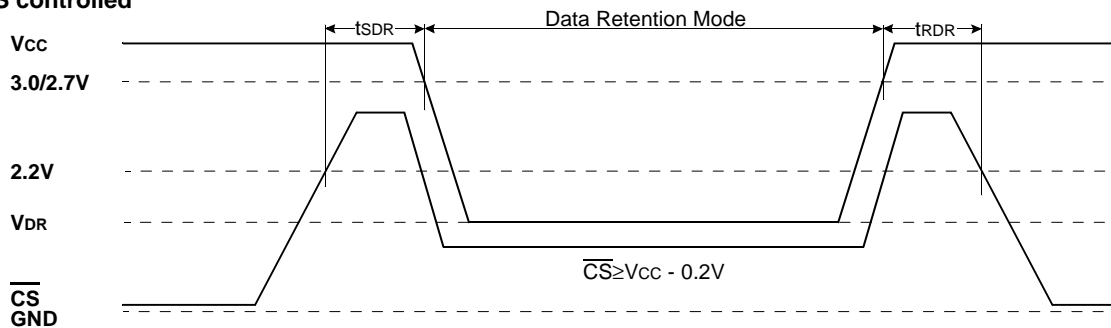 CS controlled
tSDR
Data Retention Mode
tRDR
VCC
3.0/2.7V
2.2V
VDR
CS≥VCC - 0.2V
CS
GND